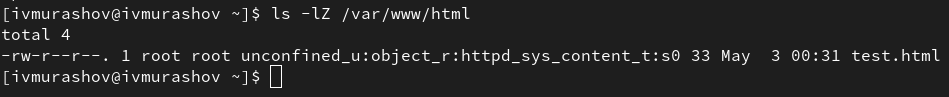 [ivmurashov@ivmurashov ~]$ ls -lZ /var/www/html
total 4
-rw-r--r--. 1 root root unconfined_u:object_r:httpd_sys_content_t:s0 33 May  3 00:31 test.html
[ivmurashov@ivmurashov ~]$